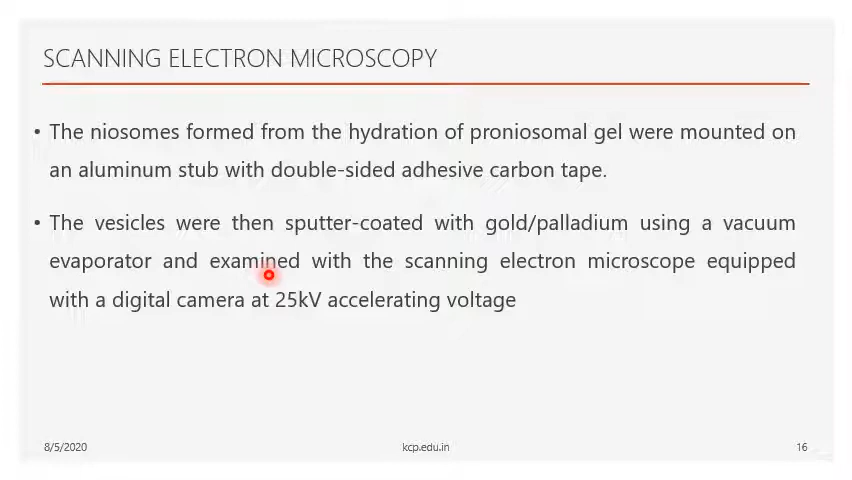 SCANNING ELECTRON MICROSCOPY
• The niosomes formed from the hydration of proniosomal gel were mounted on
an aluminum stub with double-sided adhesive carbon tape.
• The vesicles were then sputter-coated with gold/palladium using a vacuum
evaporator and examined with the scanning electron microscope equipped
with a digital camera at 25kV accelerating voltage
8/5/2020 kcp.edu.in 16